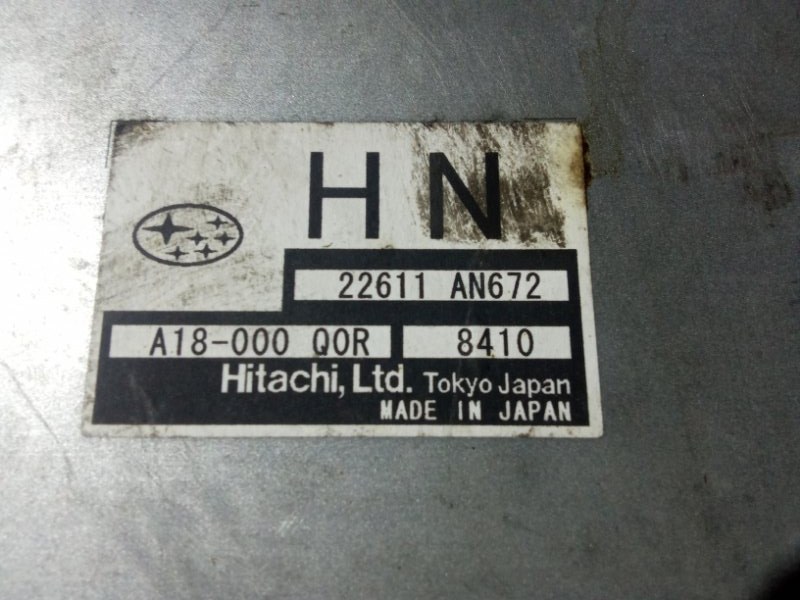 HN
22611 AN672
A18-000 Q0R 8410
Hitachi, Ltd. Tokyo Japan
MADE IN JAPAN